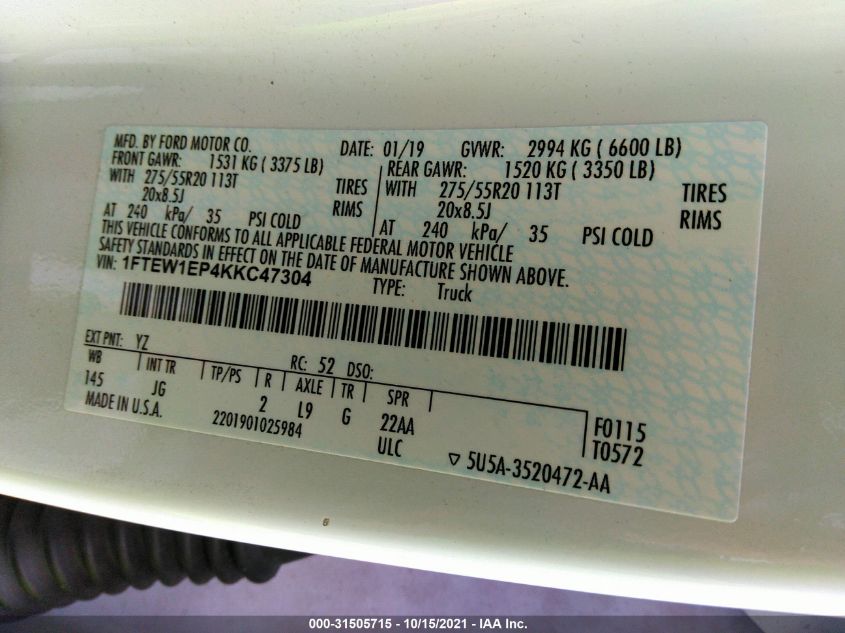 MFD. BY FORD MOTOR CO. DATE: 01/19 GVWR: 2994 KG ( 6600 LB)
FRONT GAWR: 1531 KG ( 3375 LB) REAR GAWR: 1520 KG ( 3350 LB)
WITH 275/55R20 113T TIRES WITH 275/55R20 113T TIRES
20x8.5J RIMS 20x8.5J RIMS
AT 240 kPa/ 35 PSI COLD AT 240 kPa/ 35 PSI COLD
THIS VEHICLE CONFORMS TO ALL APPLICABLE FEDERAL MOTOR VEHICLE
SAFETY STANDARDS IN EFFECT ON THE DATE OF MANUFACTURE SHOWN ABOVE.
VIN: 1FTEW1EP4KKC47304 TYPE: Truck
EXT PNT: YZ RC: 52 DSO:
WB INT TR TP/PS R AXLE TR SPR
145 JG 2 L9 G 22AA F0115
MADE IN U.S.A. 2201901025984 ULC T0572
5U5A-3520472-AA
000-31505715 - 10/15/2021 - IAA Inc.